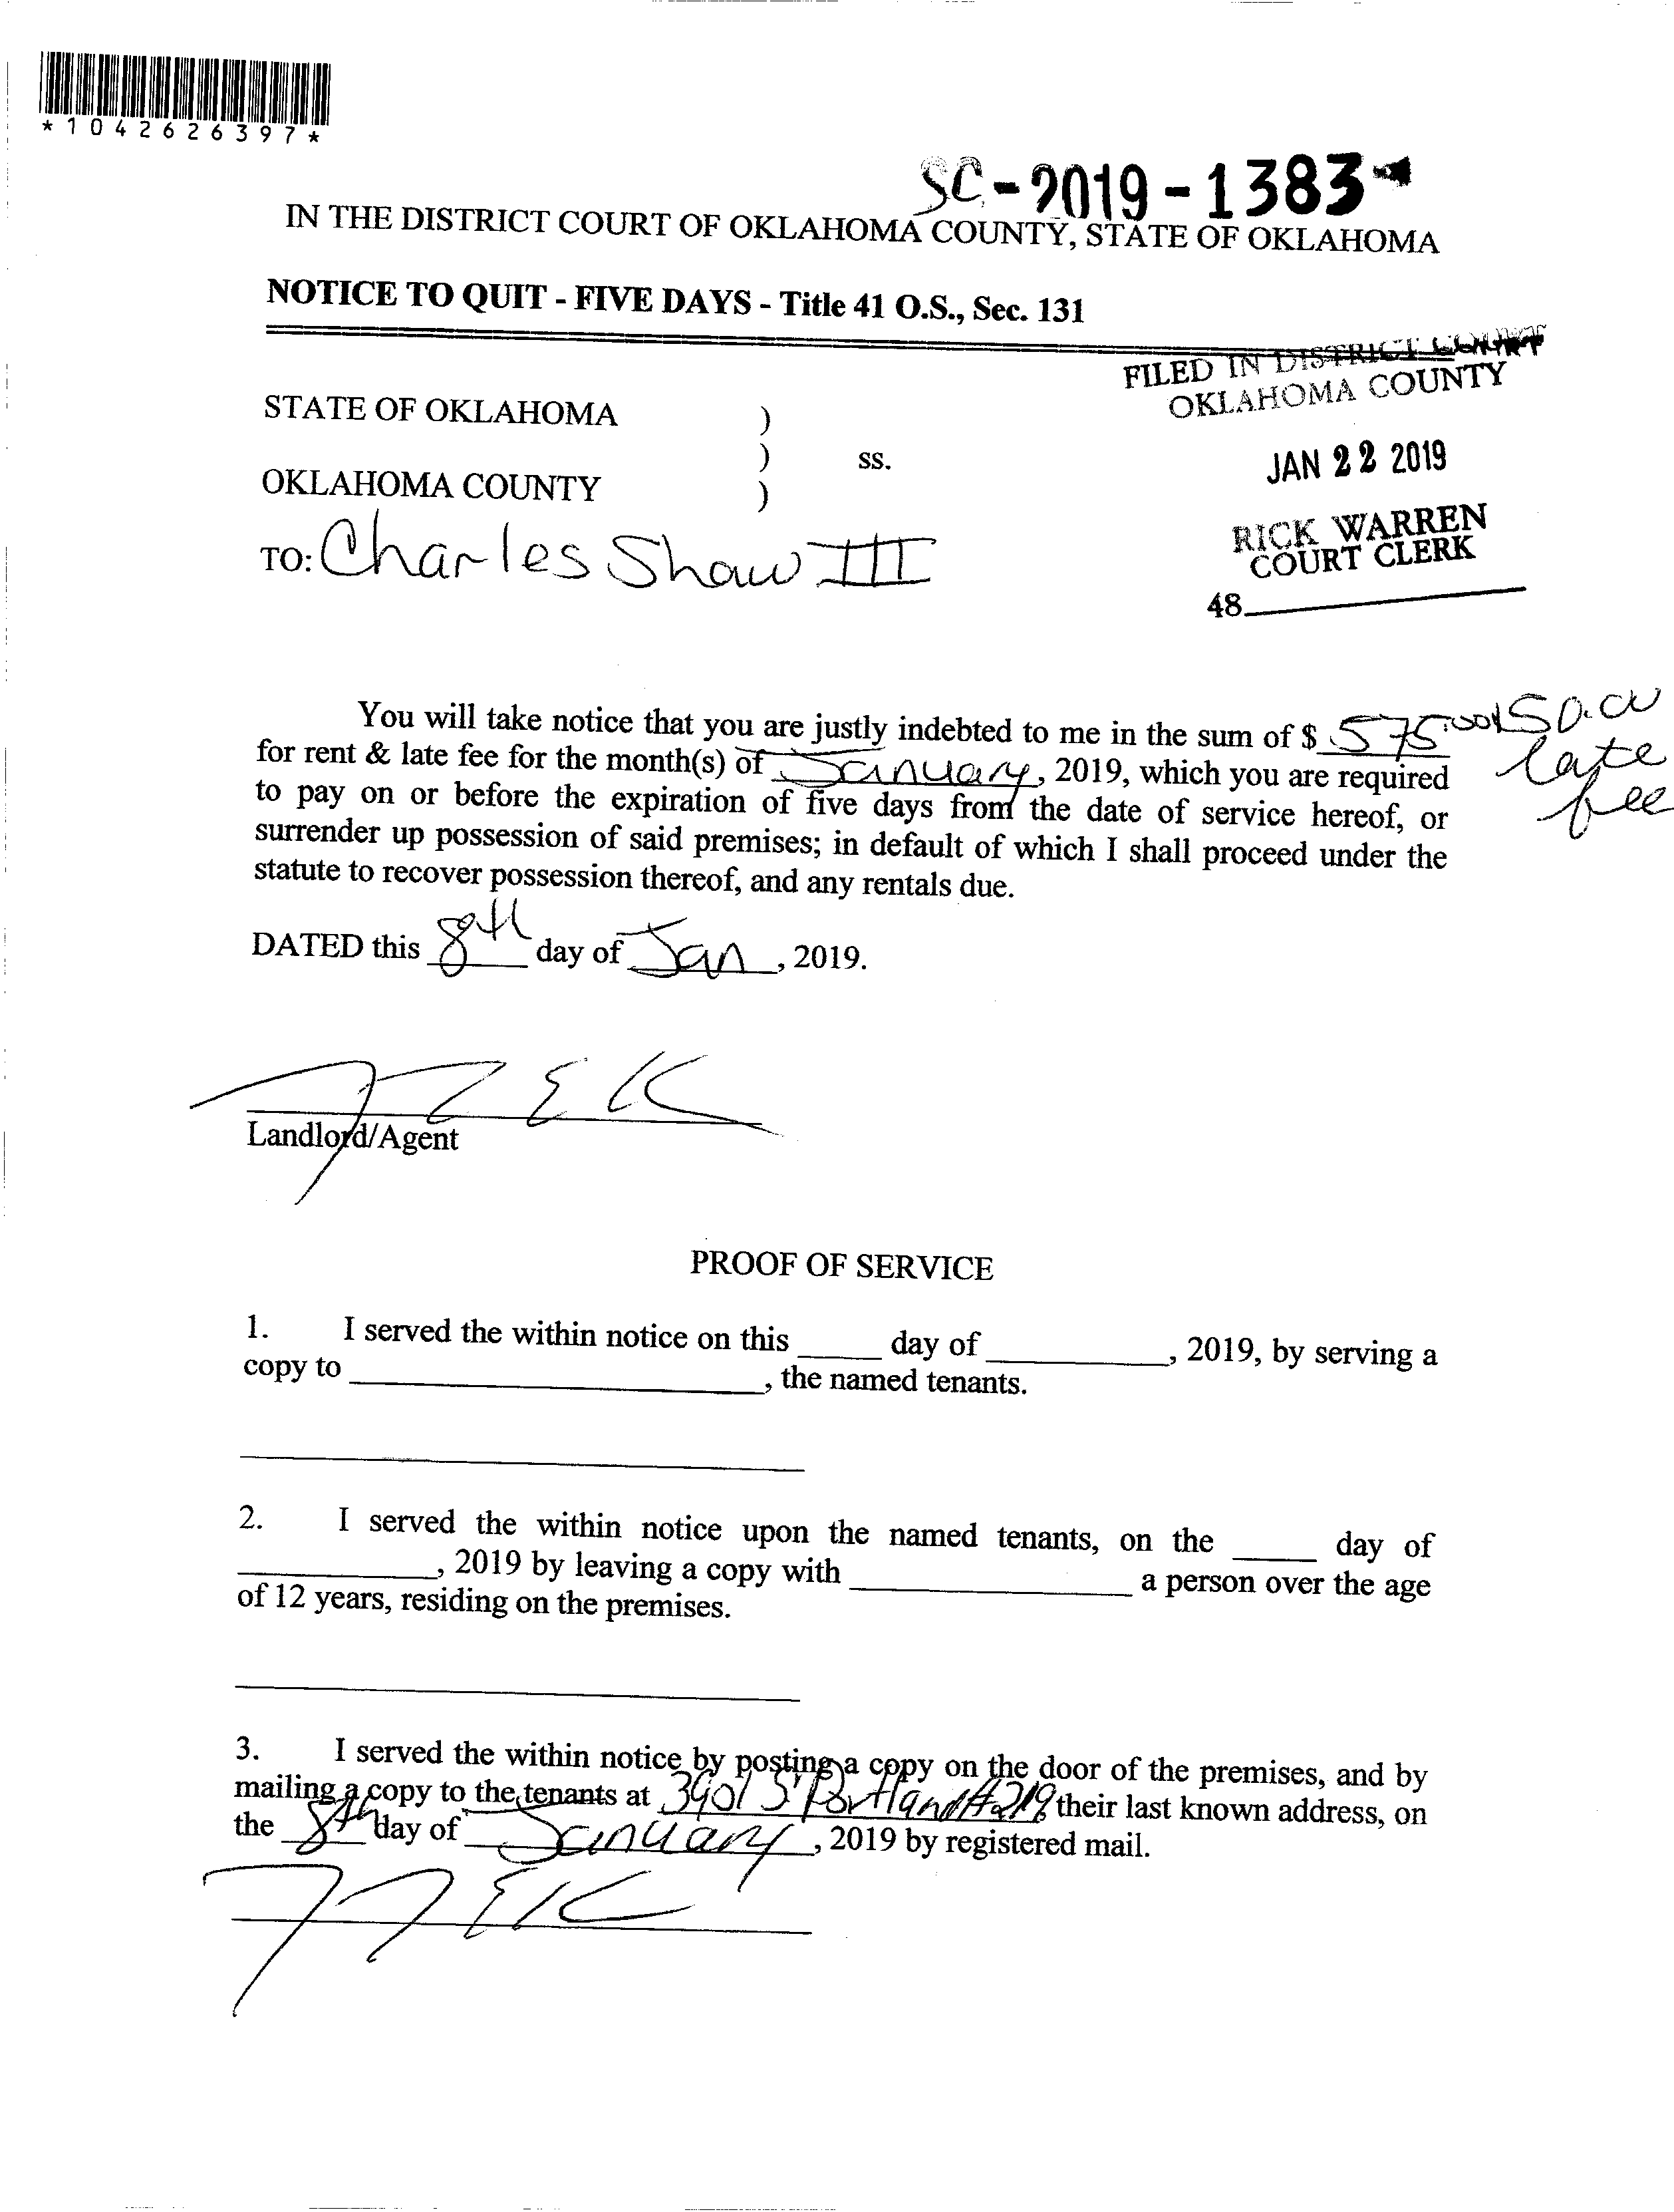 *1042626397*
SC-2019-1383
IN THE DISTRICT COURT OF OKLAHOMA COUNTY, STATE OF OKLAHOMA
NOTICE TO QUIT - FIVE DAYS - Title 41 O.S., Sec. 131
FILED IN DISTRICT COURT
OKLAHOMA COUNTY
JAN 22 2019
RICK WARREN
COURT CLERK
48
STATE OF OKLAHOMA )
) ss.
OKLAHOMA COUNTY )
TO: Charles Shaw III
You will take notice that you are justly indebted to me in the sum of $ 575.00 150.00
late
fee
for rent & late fee for the month(s) of January, 2019, which you are required
to pay on or before the expiration of five days from the date of service hereof, or
surrender up possession of said premises; in default of which I shall proceed under the
statute to recover possession thereof, and any rentals due.
DATED this 8th day of Jan, 2019.
Landlord/Agent
PROOF OF SERVICE
1. I served the within notice on this _____ day of ___________, 2019, by serving a
copy to _________________________, the named tenants.
2. I served the within notice upon the named tenants, on the _____ day of
____________, 2019 by leaving a copy with _________________ a person over the age
of 12 years, residing on the premises.
3. I served the within notice by posting a copy on the door of the premises, and by
mailing a copy to the tenants at 3901 S Portland #219, their last known address, on
the 8th day of January, 2019 by registered mail.